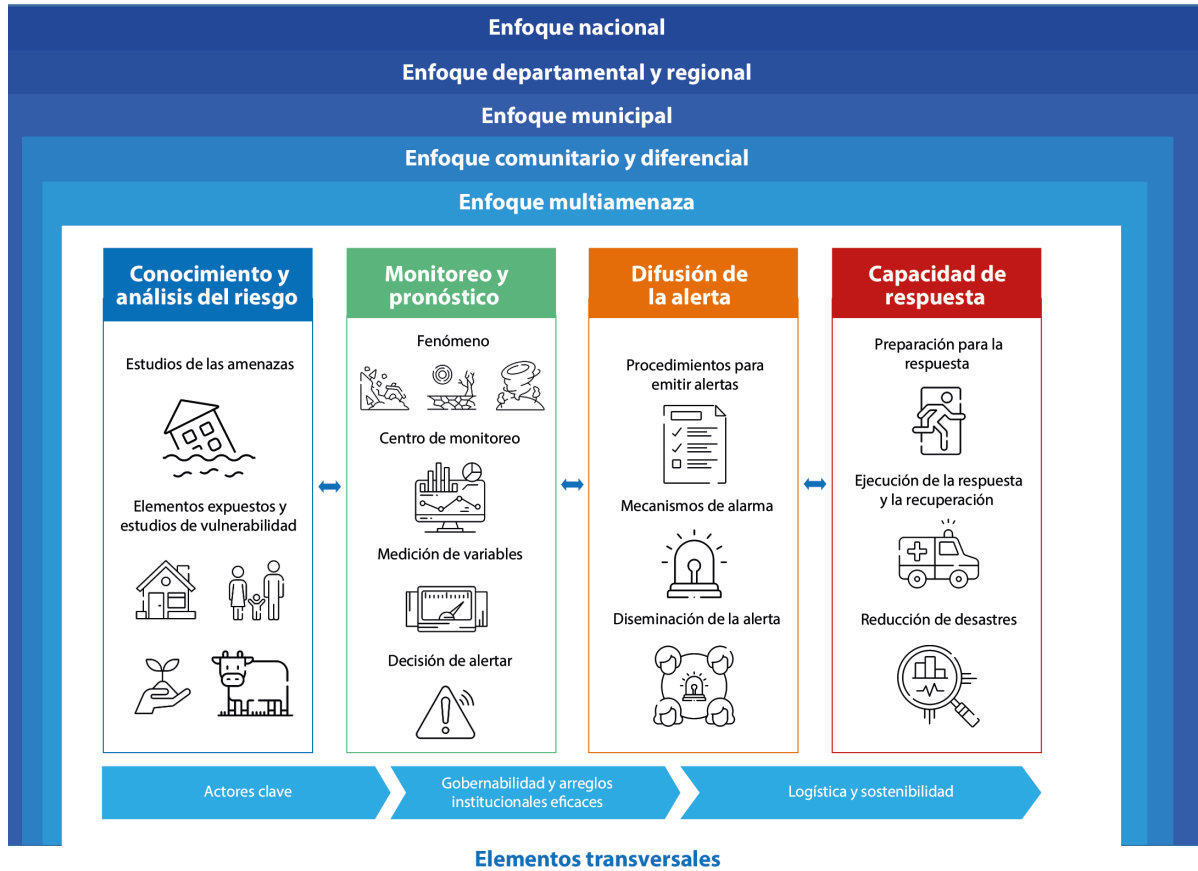 Enfoque nacional
Enfoque departamental y regional
Enfoque municipal
Enfoque comunitario y diferencial
Enfoque multiamenaza
Conocimiento y
análisis del riesgo
Estudios de las amenazas
Elementos expuestos y
estudios de vulnerabilidad
Monitoreo y
pronóstico
Fenómeno
Centro de monitoreo
Medición de variables
Decisión de alertar
Difusión de
la alerta
Procedimientos para
emitir alertas
Mecanismos de alarma
Diseminación de la alerta
Capacidad de
respuesta
Preparación para la
respuesta
Ejecución de la respuesta
y la recuperación
Reducción de desastres
Actores clave
Gobernabilidad y arreglos
institucionales eficaces
Logística y sostenibilidad
Elementos transversales